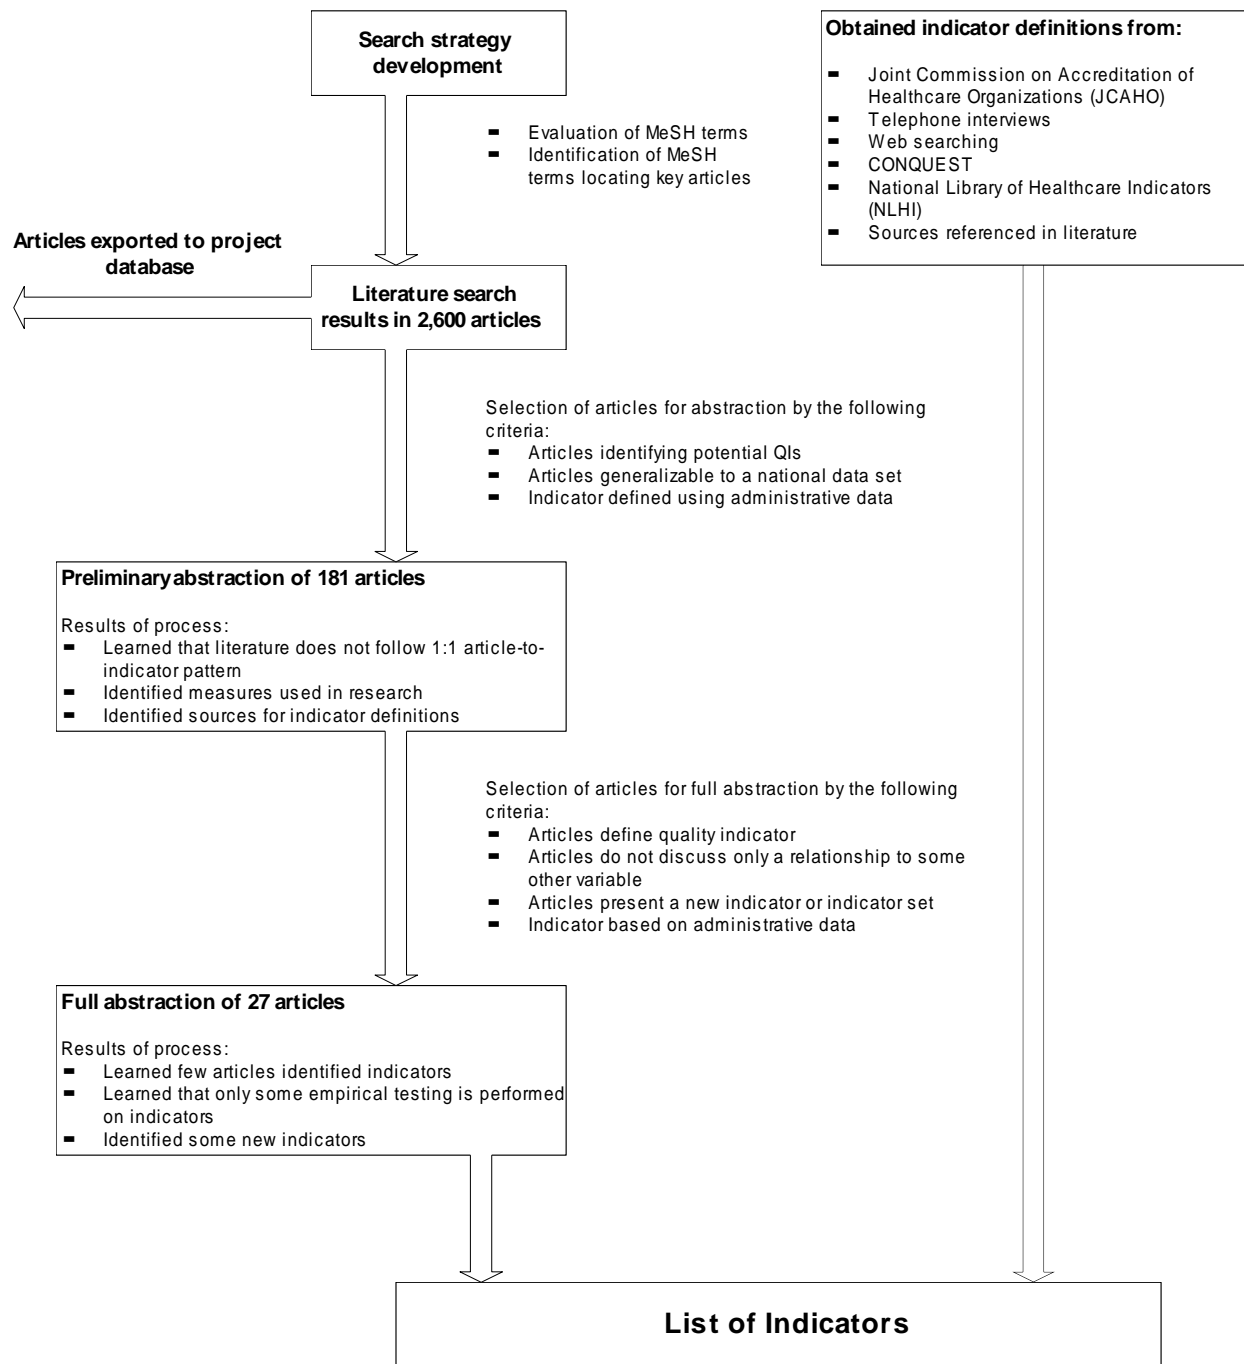 Search strategy
development
Obtained indicator definitions from:
- Joint Commission on Accreditation of
Healthcare Organizations (JCAHO)
- Telephone interviews
- Web searching
- CONQUEST
- National Library of Healthcare Indicators
(NLHI)
- Sources referenced in literature
- Evaluation of MeSH terms
- Identification of MeSH
terms locating key articles
Articles exported to project
database
Literature search
results in 2,600 articles
Selection of articles for abstraction by the following
criteria:
- Articles identifying potential QIs
- Articles generalizable to a national data set
- Indicator defined using administrative data
Preliminary abstraction of 181 articles
Results of process:
- Learned that literature does not follow 1:1 article-to-
indicator pattern
- Identified measures used in research
- Identified sources for indicator definitions
Selection of articles for full abstraction by the following
criteria:
- Articles define quality indicator
- Articles do not discuss only a relationship to some
other variable
- Articles present a new indicator or indicator set
- Indicator based on administrative data
Full abstraction of 27 articles
Results of process:
- Learned few articles identified indicators
- Learned that only some empirical testing is performed
on indicators
- Identified some new indicators
List of Indicators